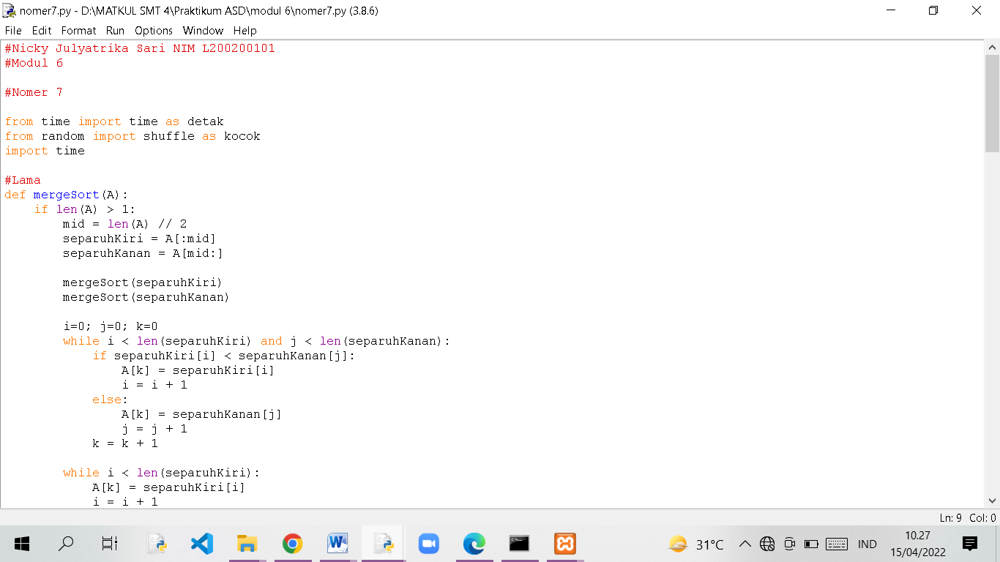 nomer7.py - D:\MATKUL SMT 4\Praktikum ASD\modul 6\nomer7.py (3.8.6)
File Edit Format Run Options Window Help
#Nicky Julyatrika Sari NIM L200200101
#Modul 6

#Nomer 7

from time import time as detak
from random import shuffle as kocok
import time

#Lama
def mergeSort(A):
    if len(A) > 1:
        mid = len(A) // 2
        separuhKiri = A[:mid]
        separuhKanan = A[mid:]

        mergeSort(separuhKiri)
        mergeSort(separuhKanan)

        i=0; j=0; k=0
        while i < len(separuhKiri) and j < len(separuhKanan):
            if separuhKiri[i] < separuhKanan[j]:
                A[k] = separuhKiri[i]
                i = i + 1
            else:
                A[k] = separuhKanan[j]
                j = j + 1
            k = k + 1

        while i < len(separuhKiri):
            A[k] = separuhKiri[i]
            i = i + 1
Ln: 9 Col: 0
31°C IND
10.27
15/04/2022